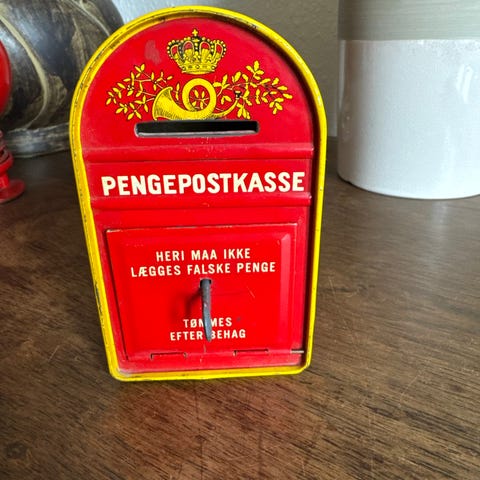 PENGEPOSTKASSE
HERI MAA IKKE
LÆGGES FALSKE PENGE
TØMMES
EFTER BEHAG